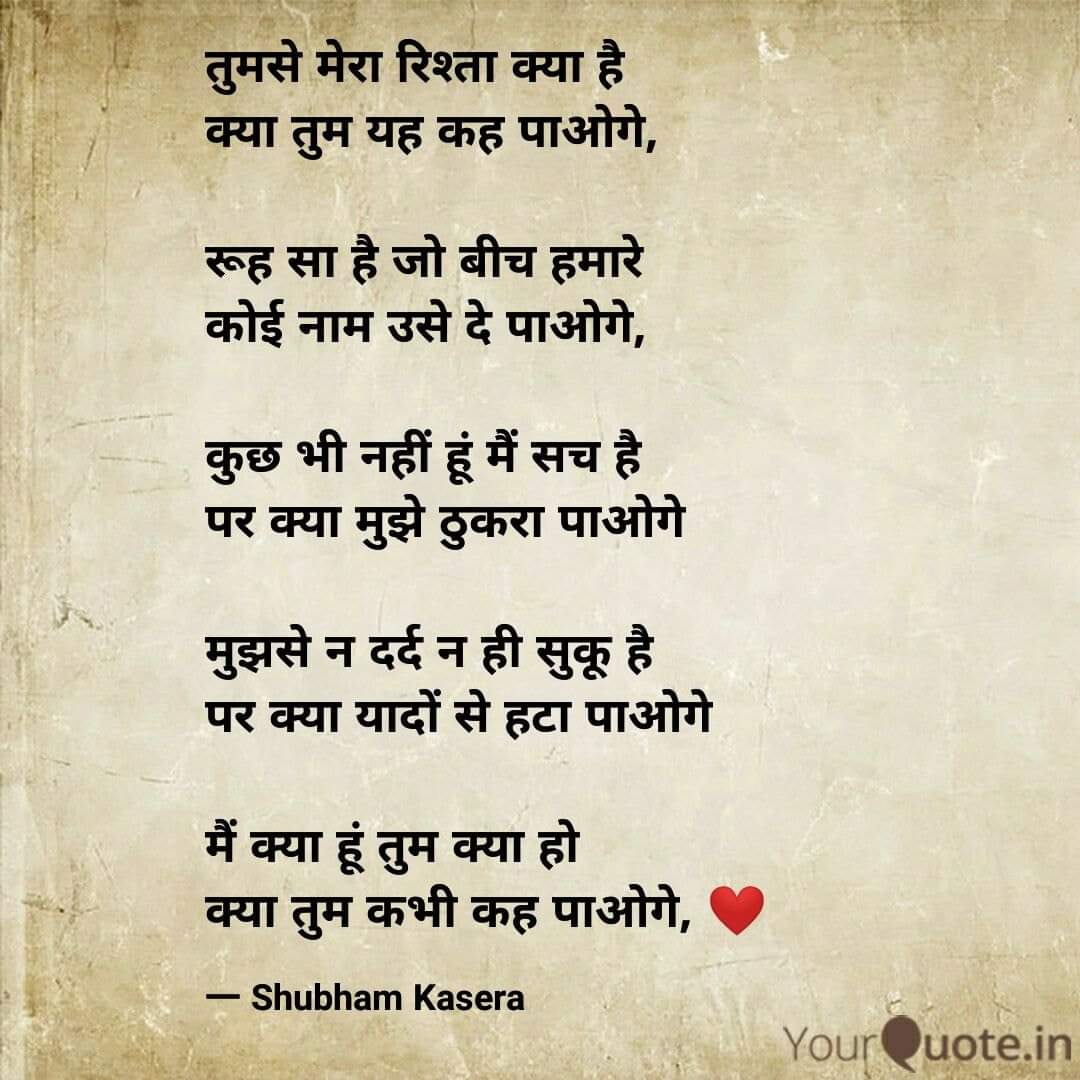 तुमसे मेरा रिश्ता क्या है
क्या तुम यह कह पाओगे,
रूह सा है जो बीच हमारे
कोई नाम उसे दे पाओगे,
कुछ भी नहीं हूं मैं सच है
पर क्या मुझे ठुकरा पाओगे
मुझसे न दर्द न ही सुकू है
पर क्या यादों से हटा पाओगे
मैं क्या हूं तुम क्या हो
क्या तुम कभी कह पाओगे, ❤️
— Shubham Kasera
YourQuote.in